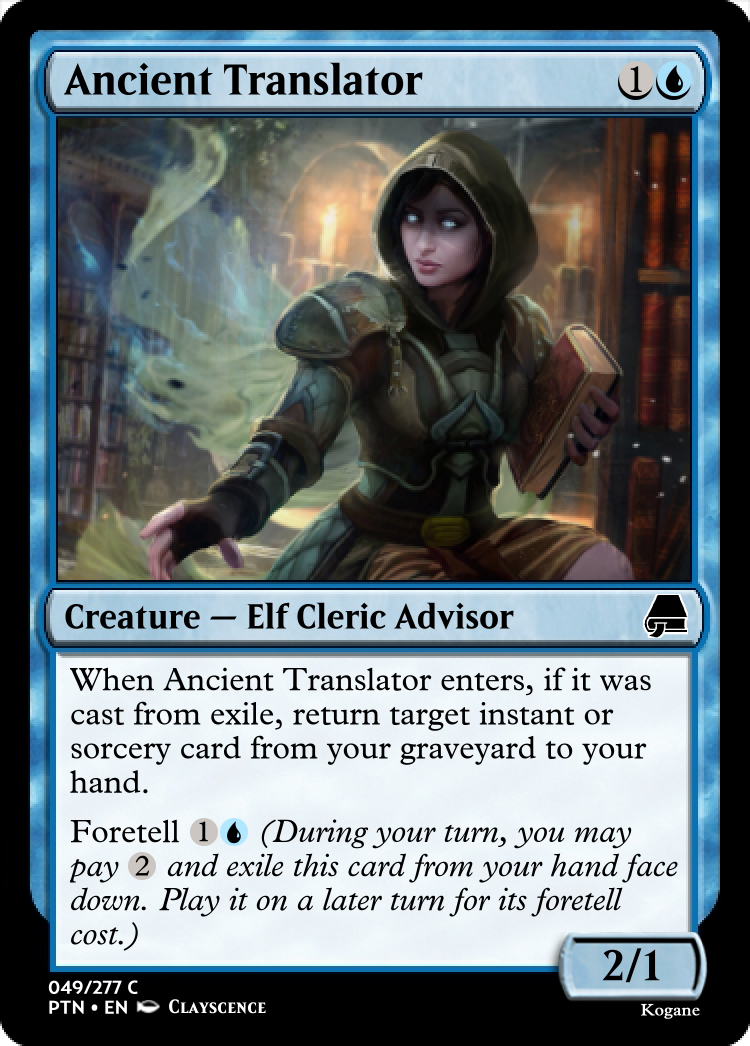 Ancient Translator 1
Creature — Elf Cleric Advisor
When Ancient Translator enters, if it was
cast from exile, return target instant or
sorcery card from your graveyard to your
hand.
Foretell 1 (During your turn, you may
pay 2 and exile this card from your hand face
down. Play it on a later turn for its foretell
cost.)
2/1
049/277 C
PTN • EN CLAYSCENCE
Kogane